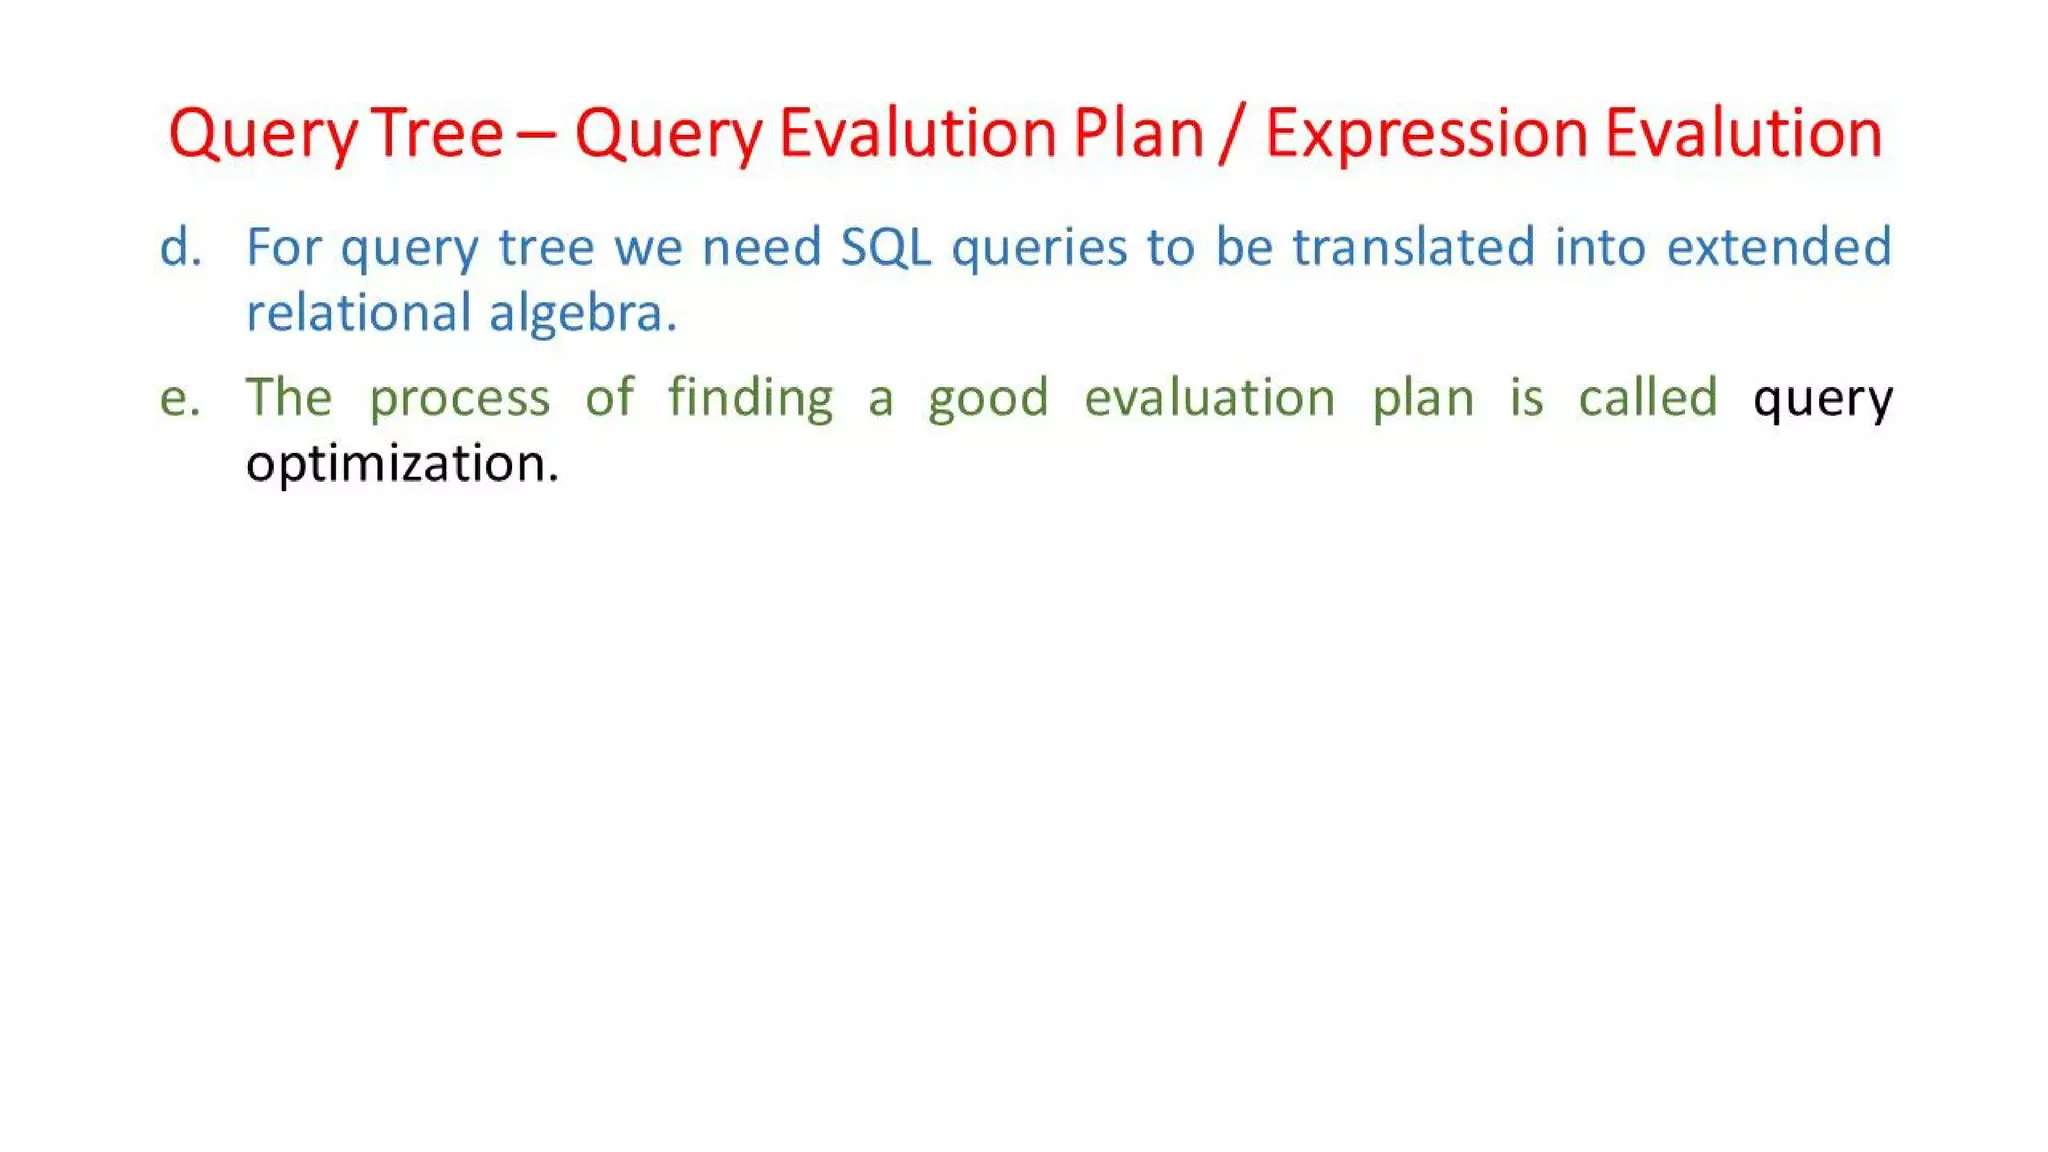 Query Tree – Query Evalution Plan / Expression Evalution
d. For query tree we need SQL queries to be translated into extended
relational algebra.
e. The process of finding a good evaluation plan is called query
optimization.